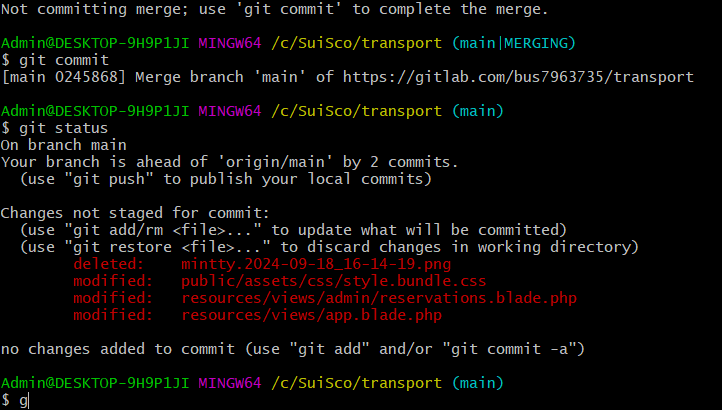 Not committing merge; use 'git commit' to complete the merge.
Admin@DESKTOP-9H9P1JI MINGW64 /c/SuiSco/transport (main|MERGING)
$ git commit
[main 0245868] Merge branch 'main' of https://gitlab.com/bus7963735/transport
Admin@DESKTOP-9H9P1JI MINGW64 /c/SuiSco/transport (main)
$ git status
On branch main
Your branch is ahead of 'origin/main' by 2 commits.
  (use "git push" to publish your local commits)
Changes not staged for commit:
  (use "git add/rm <file>..." to update what will be committed)
  (use "git restore <file>..." to discard changes in working directory)
        deleted:    mintty.2024-09-18_16-14-19.png
        modified:   public/assets/css/style.bundle.css
        modified:   resources/views/admin/reservations.blade.php
        modified:   resources/views/app.blade.php
no changes added to commit (use "git add" and/or "git commit -a")
Admin@DESKTOP-9H9P1JI MINGW64 /c/SuiSco/transport (main)
$ g